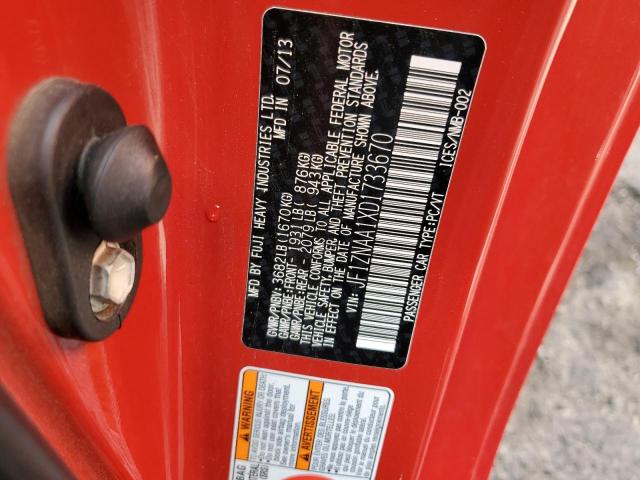 MFD BY FUJI HEAVY INDUSTRIES LTD.
MFD IN 07/13
GVWR/PNBV: 3682LB(1670KG)
GAWR/PNBE-FRONT- 1931LB( 876KG)
GAWR/PNBE-REAR - 2079LB( 943KG)
THIS VEHICLE CONFORMS TO ALL APPLICABLE FEDERAL MOTOR
VEHICLE SAFETY, BUMPER, AND THEFT PREVENTION STANDARDS
IN EFFECT ON THE DATE OF MANUFACTURE SHOWN ABOVE.
VIN: JF1ZNAA1XD1733670
PASSENGER CAR TYPE:PC/VT
ICES/NMB-002
WARNING
AVERTISSEMENT